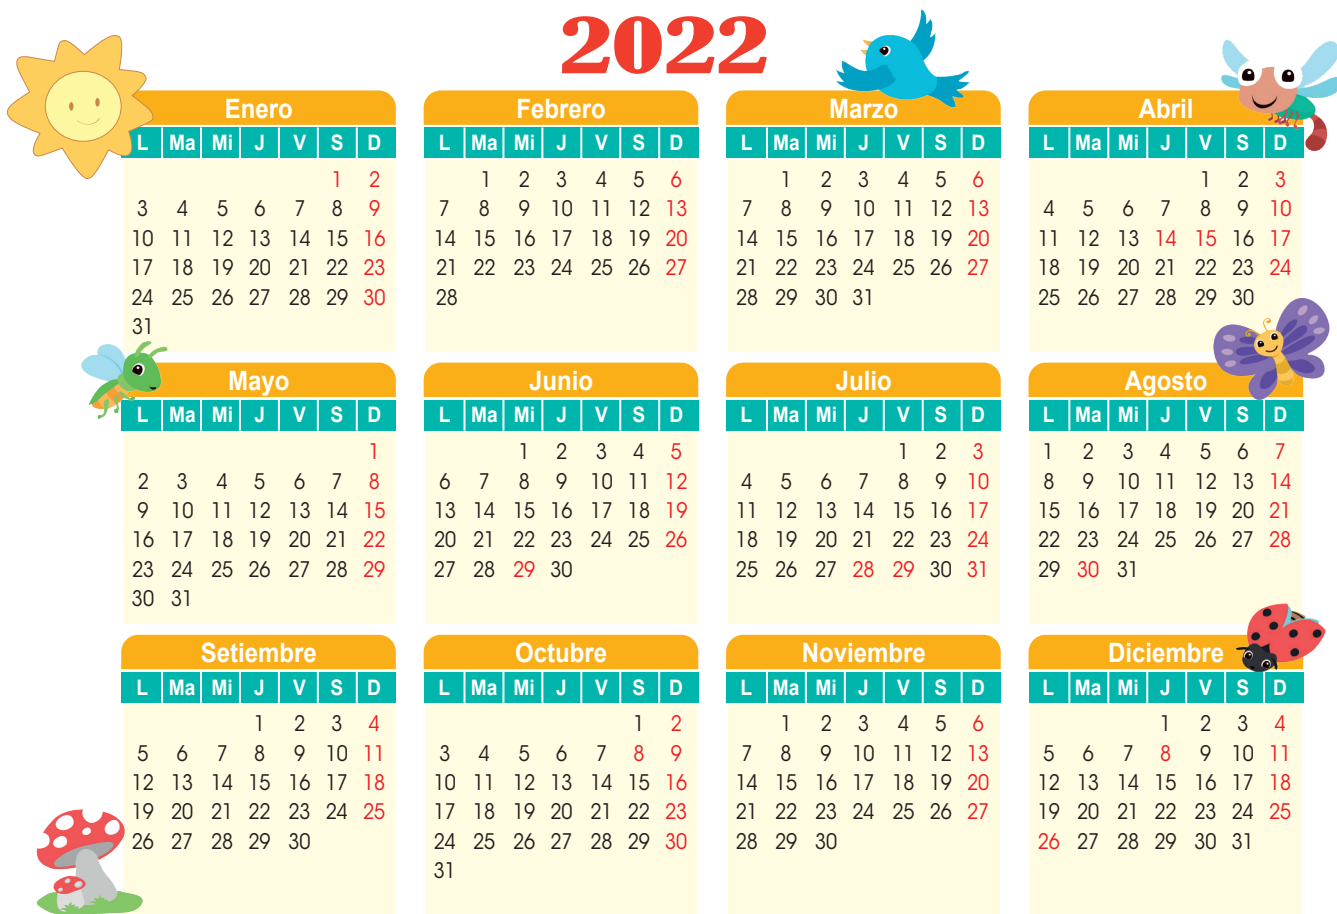 2022
Enero
L Ma Mi J V S D
1 2
3 4 5 6 7 8 9
10 11 12 13 14 15 16
17 18 19 20 21 22 23
24 25 26 27 28 29 30
31
Febrero
L Ma Mi J V S D
1 2 3 4 5 6
7 8 9 10 11 12 13
14 15 16 17 18 19 20
21 22 23 24 25 26 27
28
Marzo
L Ma Mi J V S D
1 2 3 4 5 6
7 8 9 10 11 12 13
14 15 16 17 18 19 20
21 22 23 24 25 26 27
28 29 30 31
Abril
L Ma Mi J V S D
1 2 3
4 5 6 7 8 9 10
11 12 13 14 15 16 17
18 19 20 21 22 23 24
25 26 27 28 29 30
Mayo
L Ma Mi J V S D
1
2 3 4 5 6 7 8
9 10 11 12 13 14 15
16 17 18 19 20 21 22
23 24 25 26 27 28 29
30 31
Junio
L Ma Mi J V S D
1 2 3 4 5
6 7 8 9 10 11 12
13 14 15 16 17 18 19
20 21 22 23 24 25 26
27 28 29 30
Julio
L Ma Mi J V S D
1 2 3
4 5 6 7 8 9 10
11 12 13 14 15 16 17
18 19 20 21 22 23 24
25 26 27 28 29 30 31
Agosto
L Ma Mi J V S D
1 2 3 4 5 6 7
8 9 10 11 12 13 14
15 16 17 18 19 20 21
22 23 24 25 26 27 28
29 30 31
Setiembre
L Ma Mi J V S D
1 2 3 4
5 6 7 8 9 10 11
12 13 14 15 16 17 18
19 20 21 22 23 24 25
26 27 28 29 30
Octubre
L Ma Mi J V S D
1 2
3 4 5 6 7 8 9
10 11 12 13 14 15 16
17 18 19 20 21 22 23
24 25 26 27 28 29 30
31
Noviembre
L Ma Mi J V S D
1 2 3 4 5 6
7 8 9 10 11 12 13
14 15 16 17 18 19 20
21 22 23 24 25 26 27
28 29 30
Diciembre
L Ma Mi J V S D
1 2 3 4
5 6 7 8 9 10 11
12 13 14 15 16 17 18
19 20 21 22 23 24 25
26 27 28 29 30 31